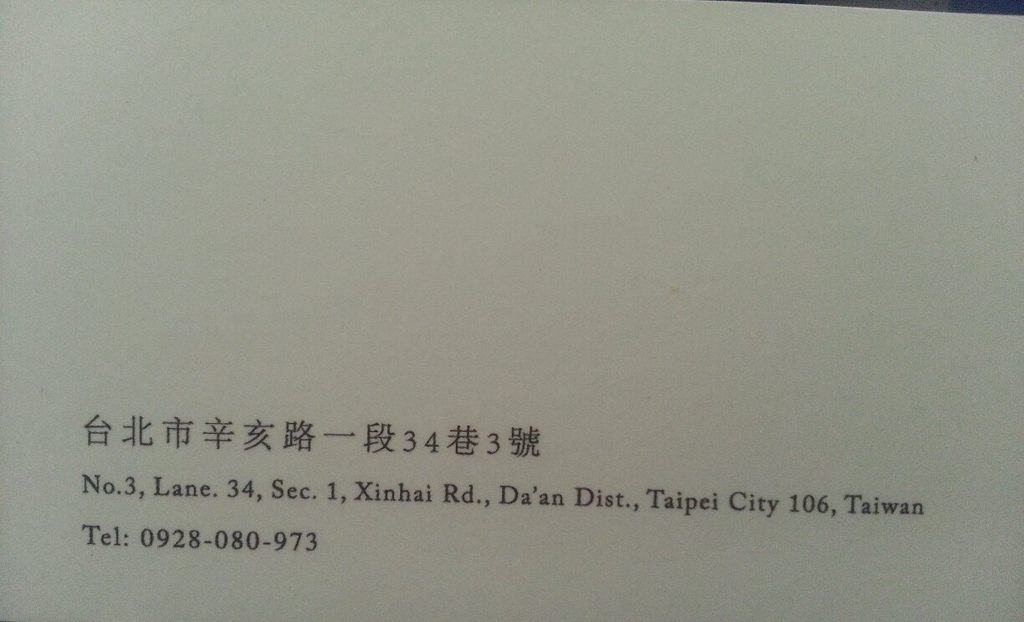 台北市辛亥路一段34巷3號
No.3, Lane. 34, Sec. 1, Xinhai Rd., Da'an Dist., Taipei City 106, Taiwan
Tel: 0928-080-973